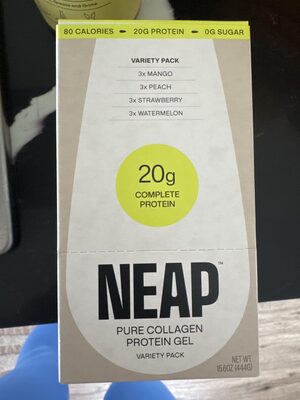 80 CALORIES - 20G PROTEIN - 0G SUGAR
VARIETY PACK
3x MANGO
3x PEACH
3x STRAWBERRY
3x WATERMELON
20g
COMPLETE
PROTEIN
NEAP™
PURE COLLAGEN
PROTEIN GEL
VARIETY PACK
NET WT.
15.6OZ (444G)